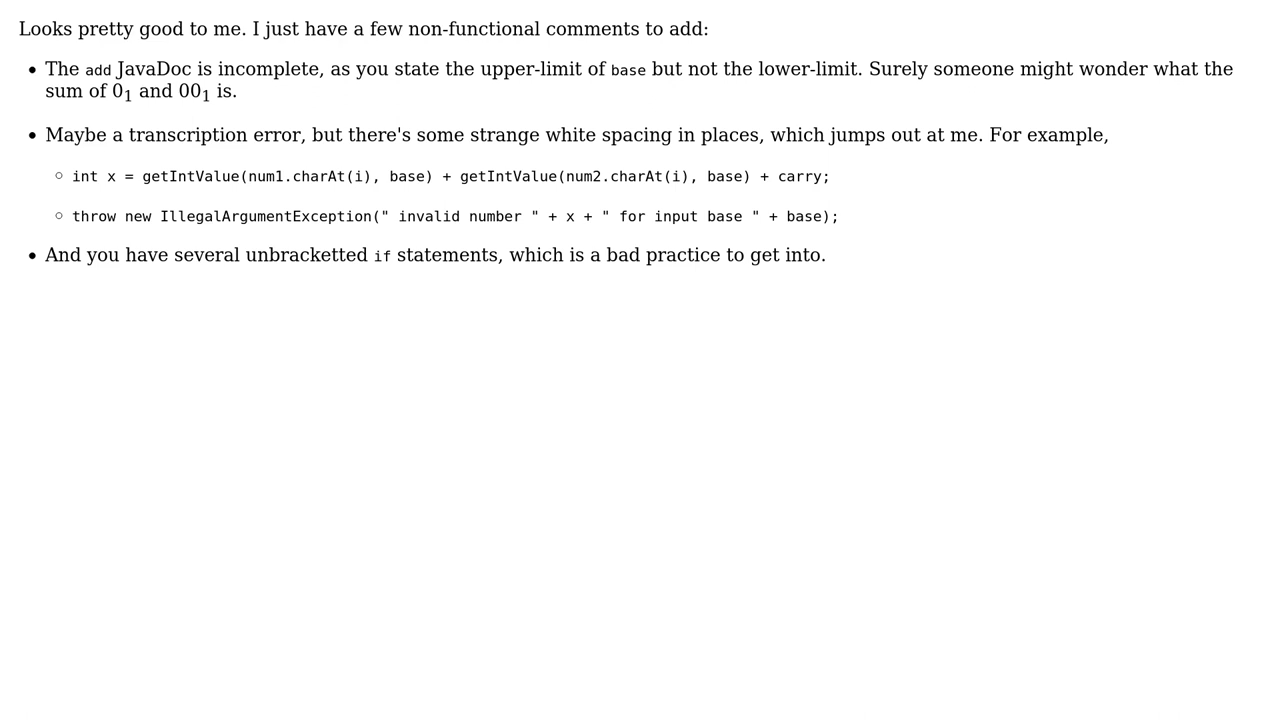 Looks pretty good to me. I just have a few non-functional comments to add:
• The add JavaDoc is incomplete, as you state the upper-limit of base but not the lower-limit. Surely someone might wonder what the
sum of 0₁ and 00₁ is.
• Maybe a transcription error, but there's some strange white spacing in places, which jumps out at me. For example,
◦ int x = getIntValue(num1.charAt(i), base) + getIntValue(num2.charAt(i), base) + carry;
◦ throw new IllegalArgumentException(" invalid number " + x + " for input base " + base);
• And you have several unbracketted if statements, which is a bad practice to get into.